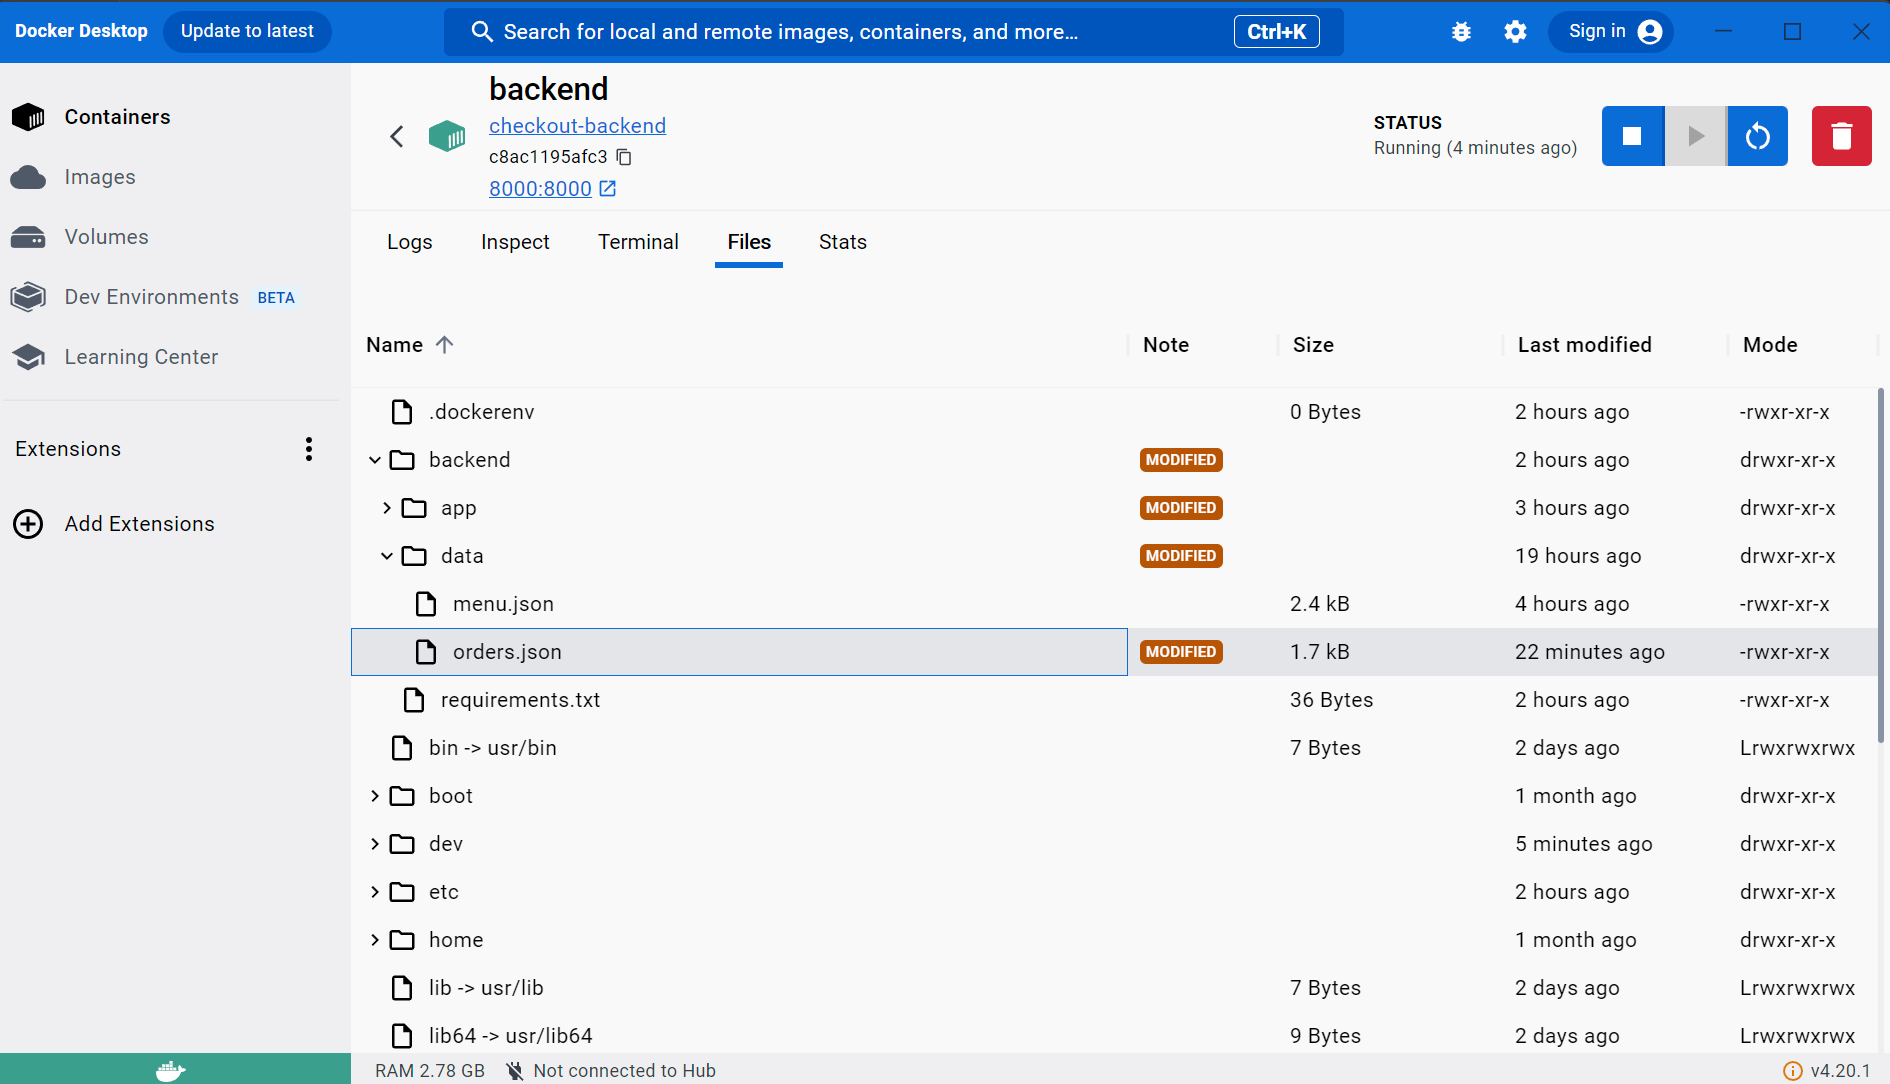 Docker Desktop Update to latest Search for local and remote images, containers, and more... Ctrl+K Sign in
Containers
Images
Volumes
Dev Environments BETA
Learning Center
Extensions
Add Extensions
backend
checkout-backend
c8ac1195afc3
8000:8000
STATUS
Running (4 minutes ago)
Logs Inspect Terminal Files Stats
Name Note Size Last modified Mode
.dockerenv 0 Bytes 2 hours ago -rwxr-xr-x
backend MODIFIED 2 hours ago drwxr-xr-x
app MODIFIED 3 hours ago drwxr-xr-x
data MODIFIED 19 hours ago drwxr-xr-x
menu.json 2.4 kB 4 hours ago -rwxr-xr-x
orders.json MODIFIED 1.7 kB 22 minutes ago -rwxr-xr-x
requirements.txt 36 Bytes 2 hours ago -rwxr-xr-x
bin -> usr/bin 7 Bytes 2 days ago Lrwxrwxrwx
boot 1 month ago drwxr-xr-x
dev 5 minutes ago drwxr-xr-x
etc 2 hours ago drwxr-xr-x
home 1 month ago drwxr-xr-x
lib -> usr/lib 7 Bytes 2 days ago Lrwxrwxrwx
lib64 -> usr/lib64 9 Bytes 2 days ago Lrwxrwxrwx
RAM 2.78 GB Not connected to Hub v4.20.1